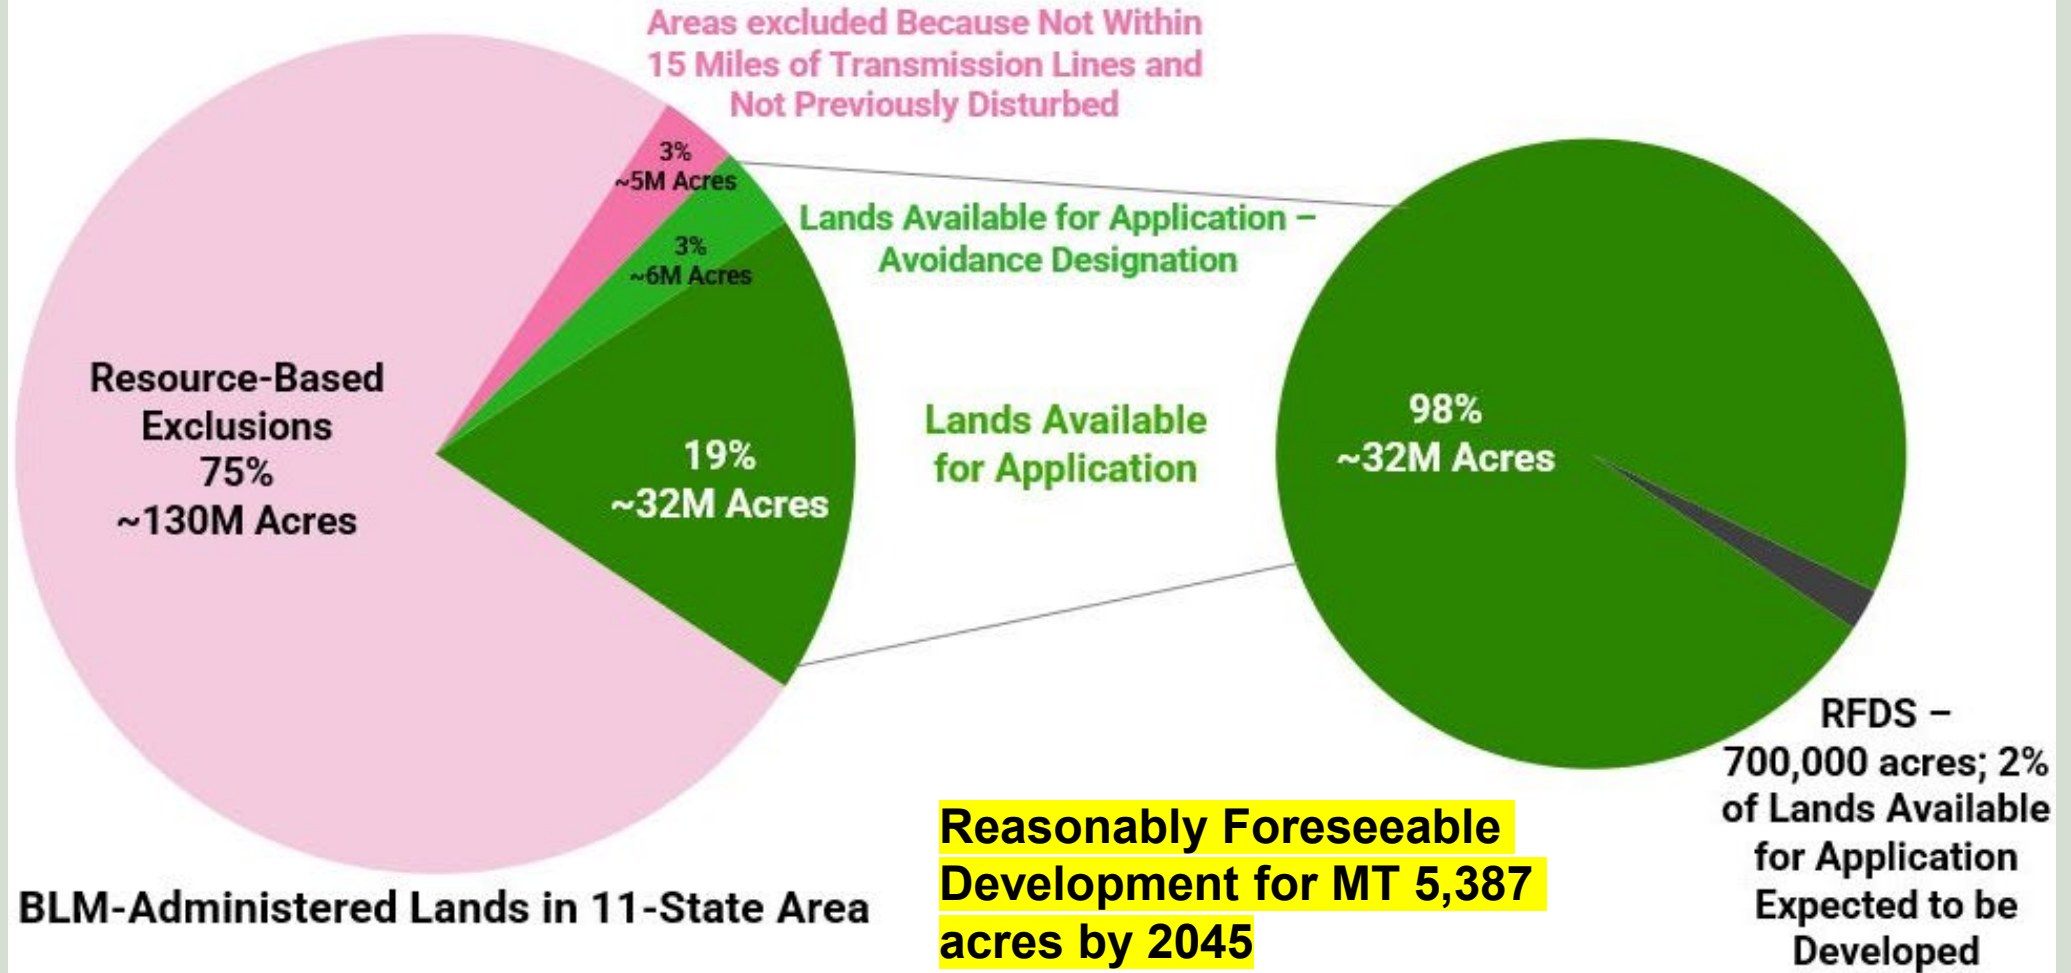 Areas excluded Because Not Within
15 Miles of Transmission Lines and
Not Previously Disturbed
3%
~5M Acres
Lands Available for Application –
Avoidance Designation
3%
~6M Acres
Resource-Based
Exclusions
75%
~130M Acres
19%
~32M Acres
Lands Available
for Application
98%
~32M Acres
RFDS –
700,000 acres; 2%
of Lands Available
for Application
Expected to be
Developed
Reasonably Foreseeable
Development for MT 5,387
acres by 2045
BLM-Administered Lands in 11-State Area